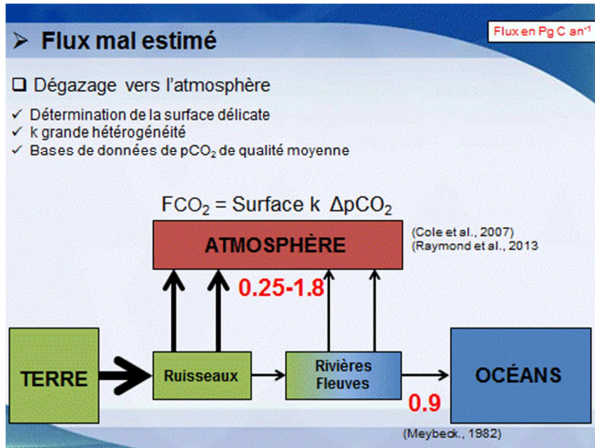 ➢ Flux mal estimé
Flux en Pg C an⁻¹
❑ Dégazage vers l'atmosphère
✓ Détermination de la surface délicate
✓ k grande hétérogénéité
✓ Bases de données de pCO₂ de qualité moyenne
FCO₂ = Surface k ΔpCO₂
ATMOSPHÈRE
(Cole et al., 2007)
(Raymond et al., 2013
0.25-1.8
TERRE
Ruisseaux
Rivières
Fleuves
OCÉANS
0.9
(Meybeck., 1982)